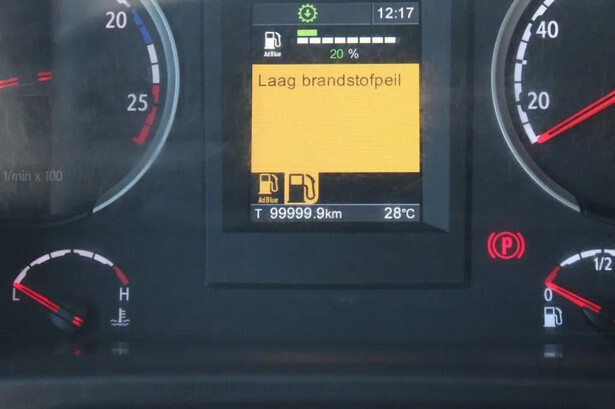 20
25
1/min x 100
12:17
AdBlue
20 %
Laag brandstofpeil
AdBlue
T 99999.9km 28°C
40
20
P
L H
1/2
0